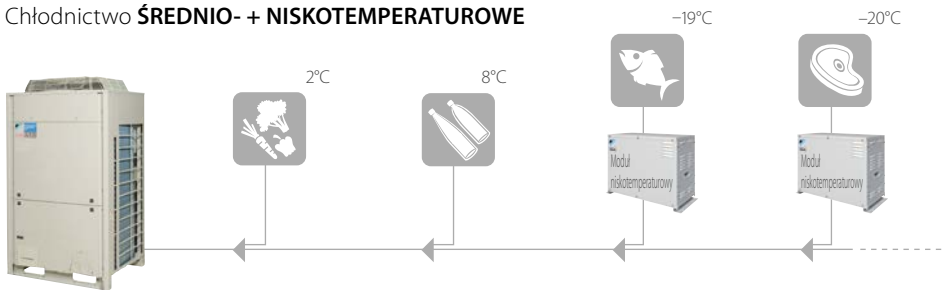 Chłodnictwo ŚREDNIO- + NISKOTEMPERATUROWE
–19°C
–20°C
2°C
8°C
Moduł
niskotemperaturowy
Moduł
niskotemperaturowy